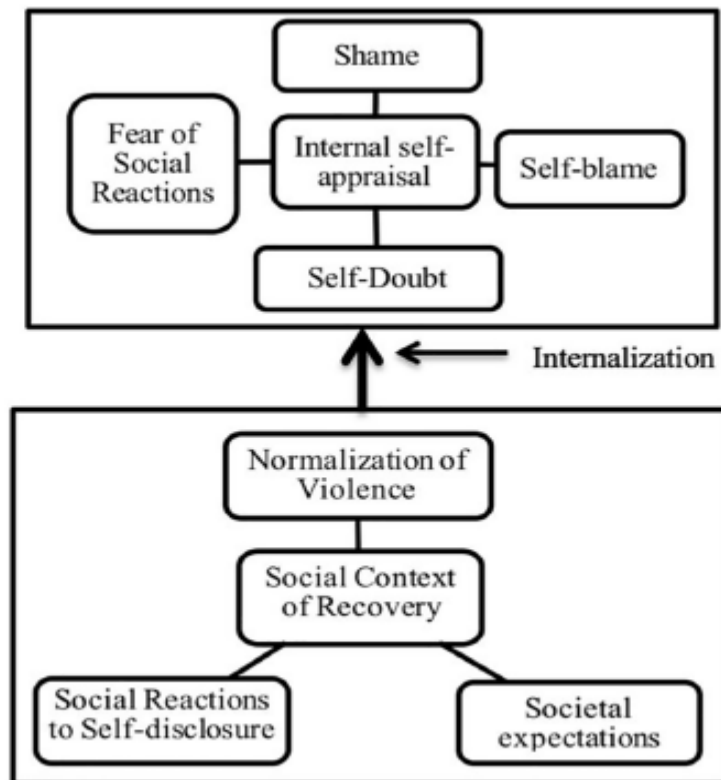 Shame
Fear of
Social
Reactions
Internal self-
appraisal
Self-blame
Self-Doubt
Internalization
Normalization of
Violence
Social Context
of Recovery
Social Reactions
to Self-disclosure
Societal
expectations